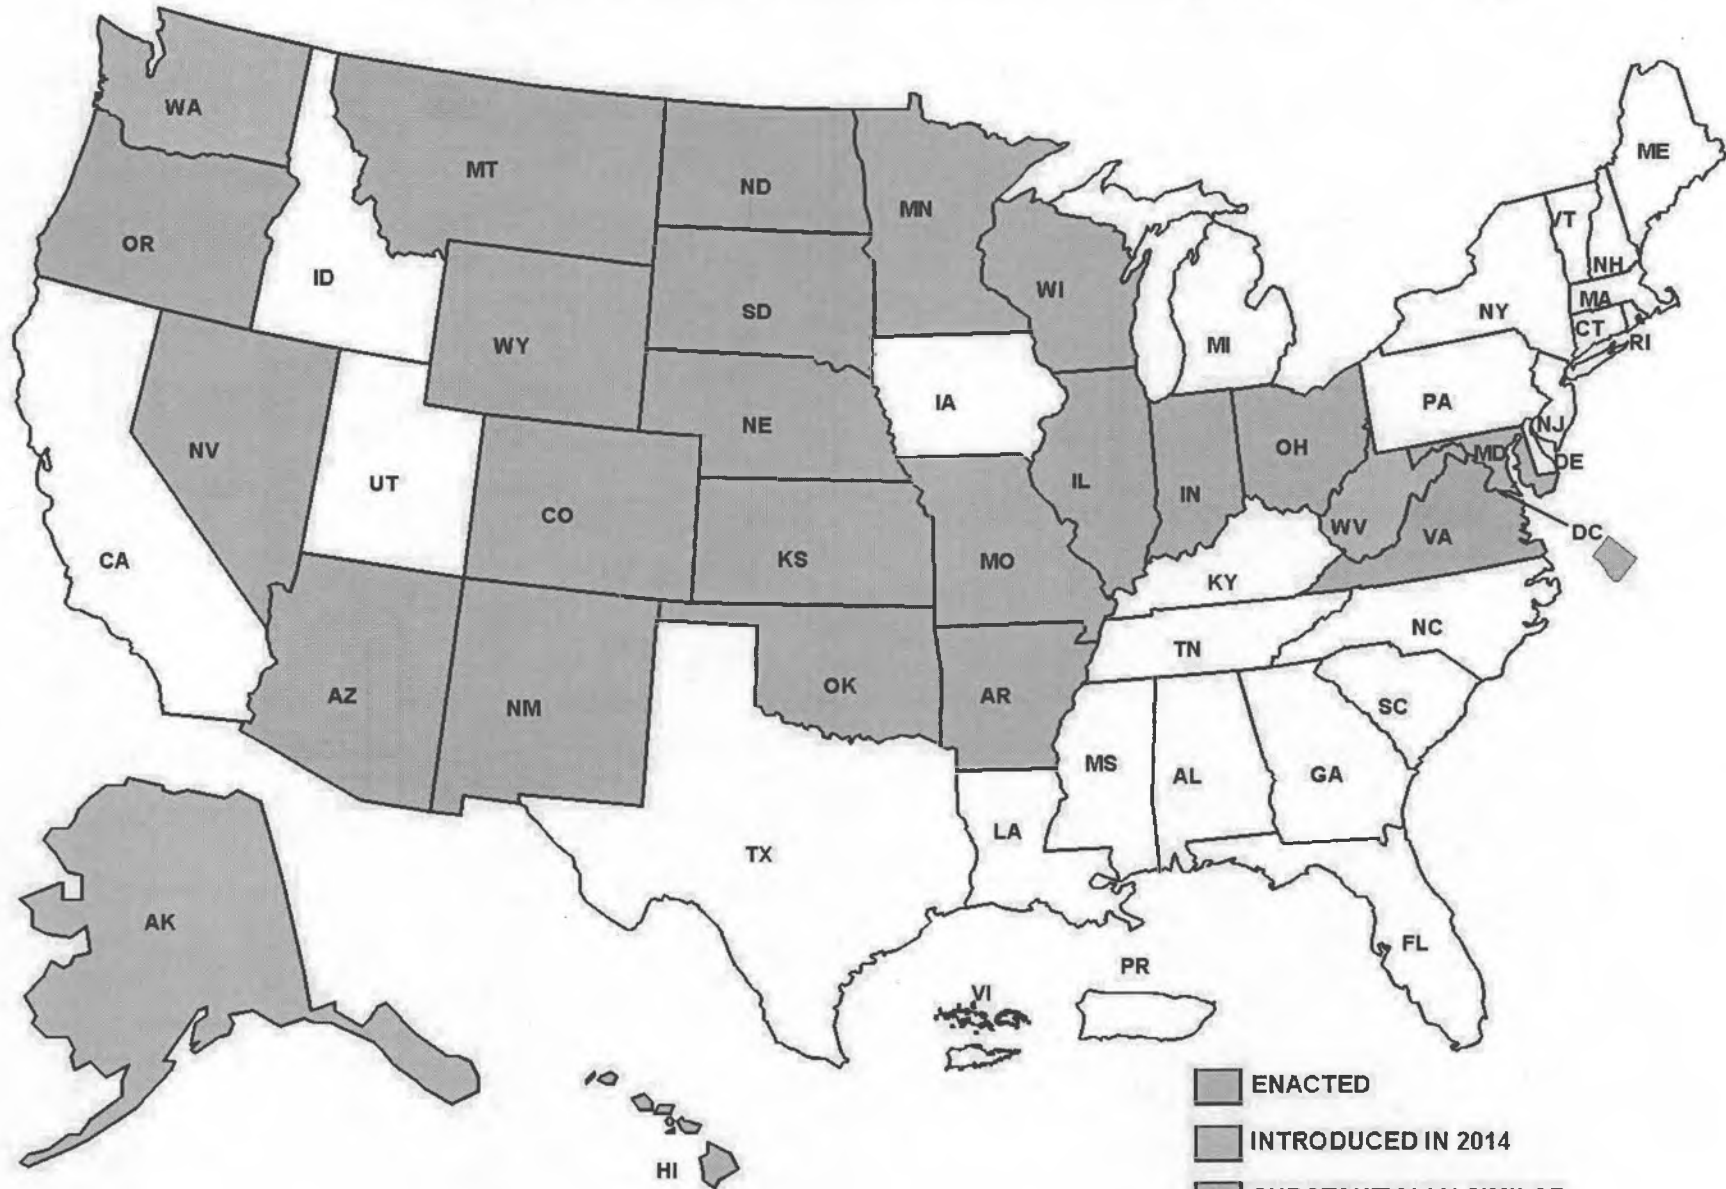 WA
MT
ND
MN
ME
OR
ID
VT
NH
WI
SD
NY
MA
CT
WY
MI
RI
IA
PA
NE
NJ
NV
OH
MD
DE
UT
IL
IN
CO
WV
VA
DC
CA
KS
MO
KY
NC
TN
AZ
NM
OK
AR
SC
MS
AL
GA
LA
TX
AK
FL
PR
VI
ENACTED
INTRODUCED IN 2014
HI